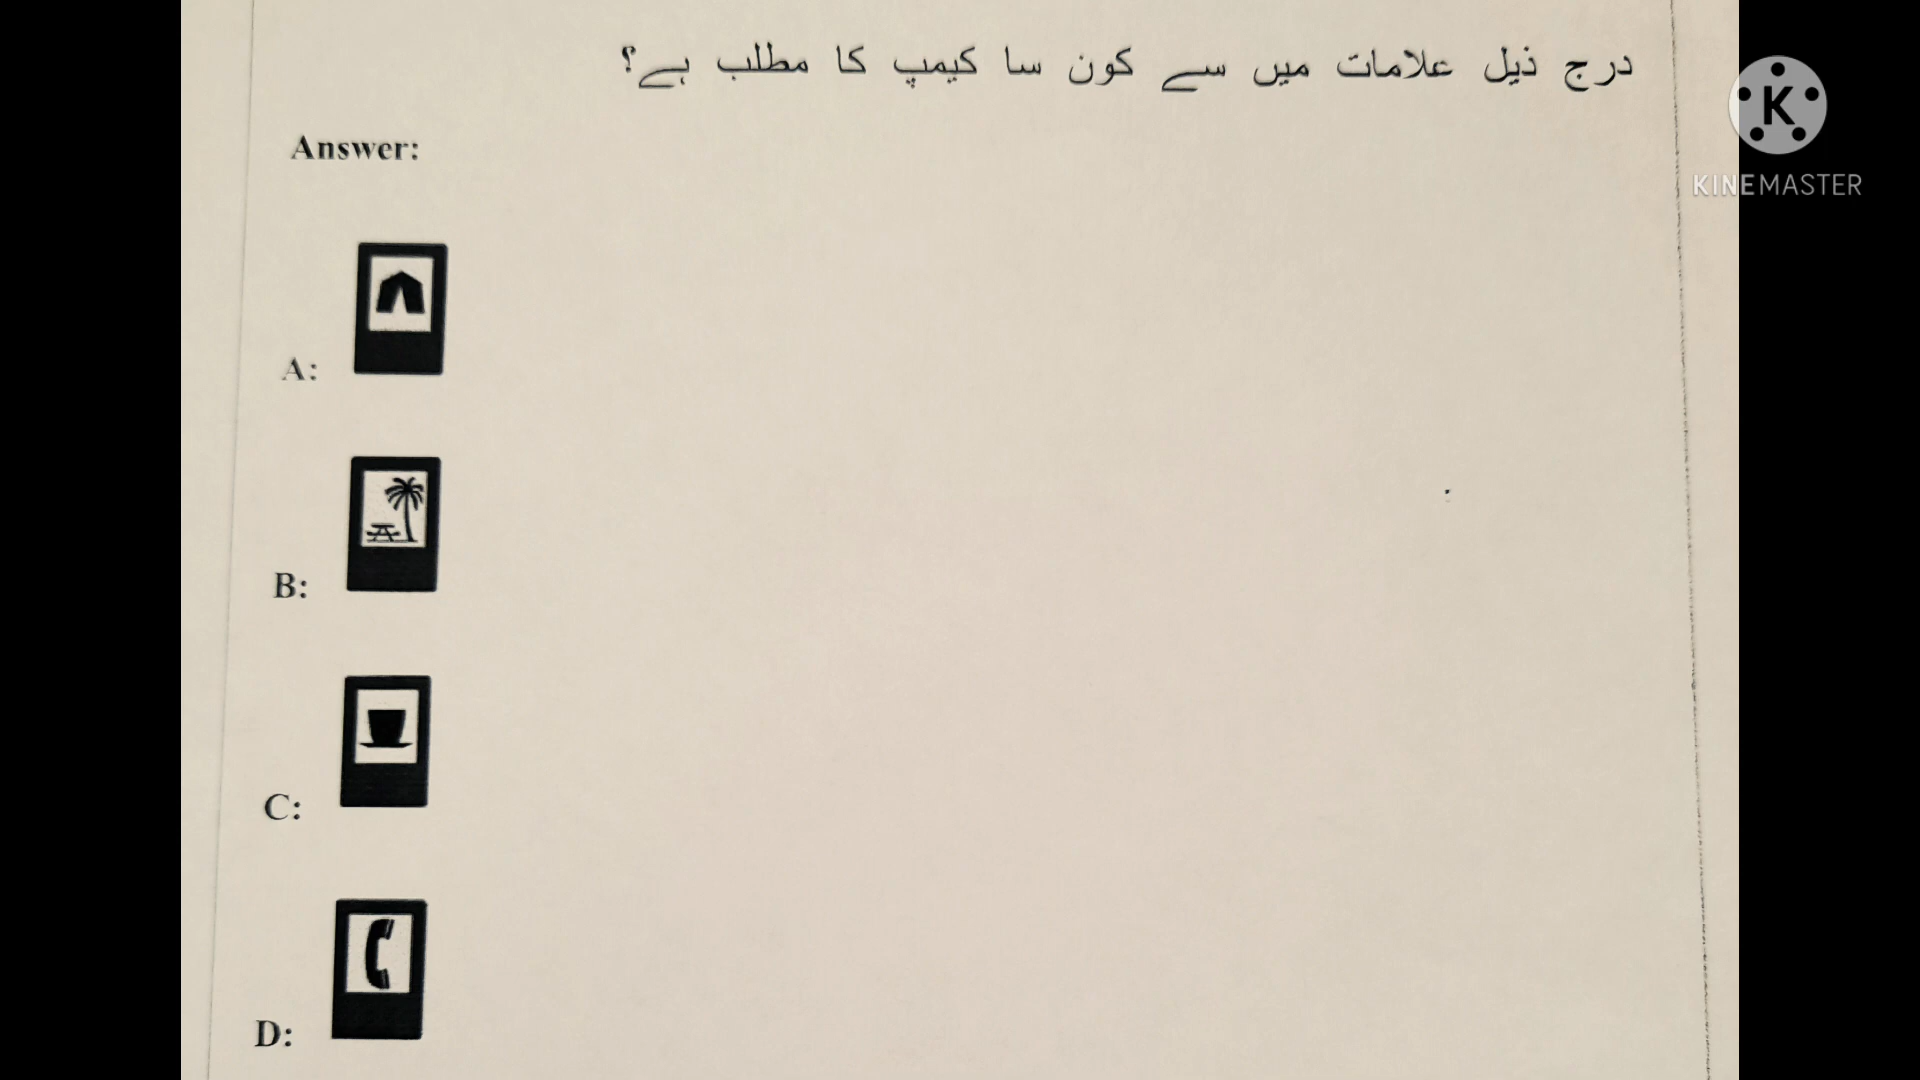 درج ذیل علامات میں سے کون سا کیمپ کا مطلب ہے؟
K
KINEMASTER
Answer:
A:
B:
C:
D: